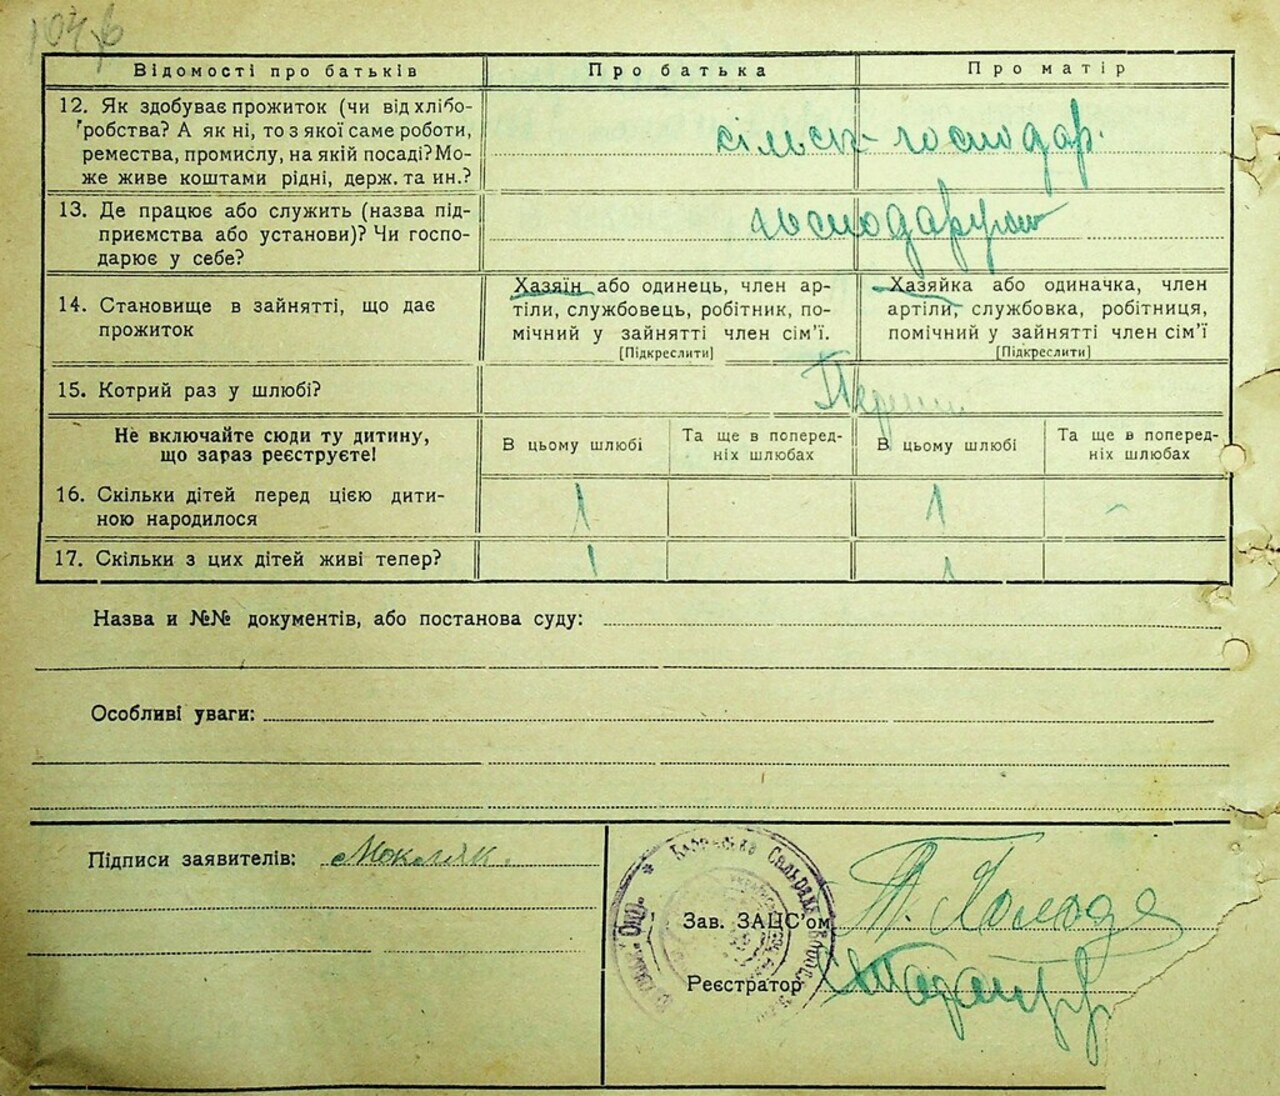 104
Відомості про батьків
Про батька
Про матір
12. Як здобуває прожиток (чи від хлібо-
робства? А як ні, то з якої саме роботи,
ремества, промислу, на якій посаді? Мо-
же живе коштами рідні, держ. та ин.?
сільськ-господар.
13. Де працює або служить (назва під-
приємства або установи)? Чи госпо-
дарює у себе?
господарують
14. Становище в зайнятті, що дає
прожиток
Хазяїн або одинець, член ар-
тіли, службовець, робітник, по-
мічний у зайнятті член сім'ї.
[Підкреслити]
Хазяйка або одиначка, член
артіли, службовка, робітниця,
помічний у зайнятті член сім'ї
[Підкреслити]
15. Котрий раз у шлюбі?
Не включайте сюди ту дитину,
що зараз реєструєте!
В цьому шлюбі
Та ще в поперед-
ніх шлюбах
В цьому шлюбі
Та ще в поперед-
ніх шлюбах
16. Скільки дітей перед цією дити-
ною народилося
1
1
-
17. Скільки з цих дітей живі тепер?
1
1
Назва и №№ документів, або постанова суду:
Особливі уваги:
Підписи заявителів: Мокляк.
Зав. ЗАЦС'ом
Реєстратор